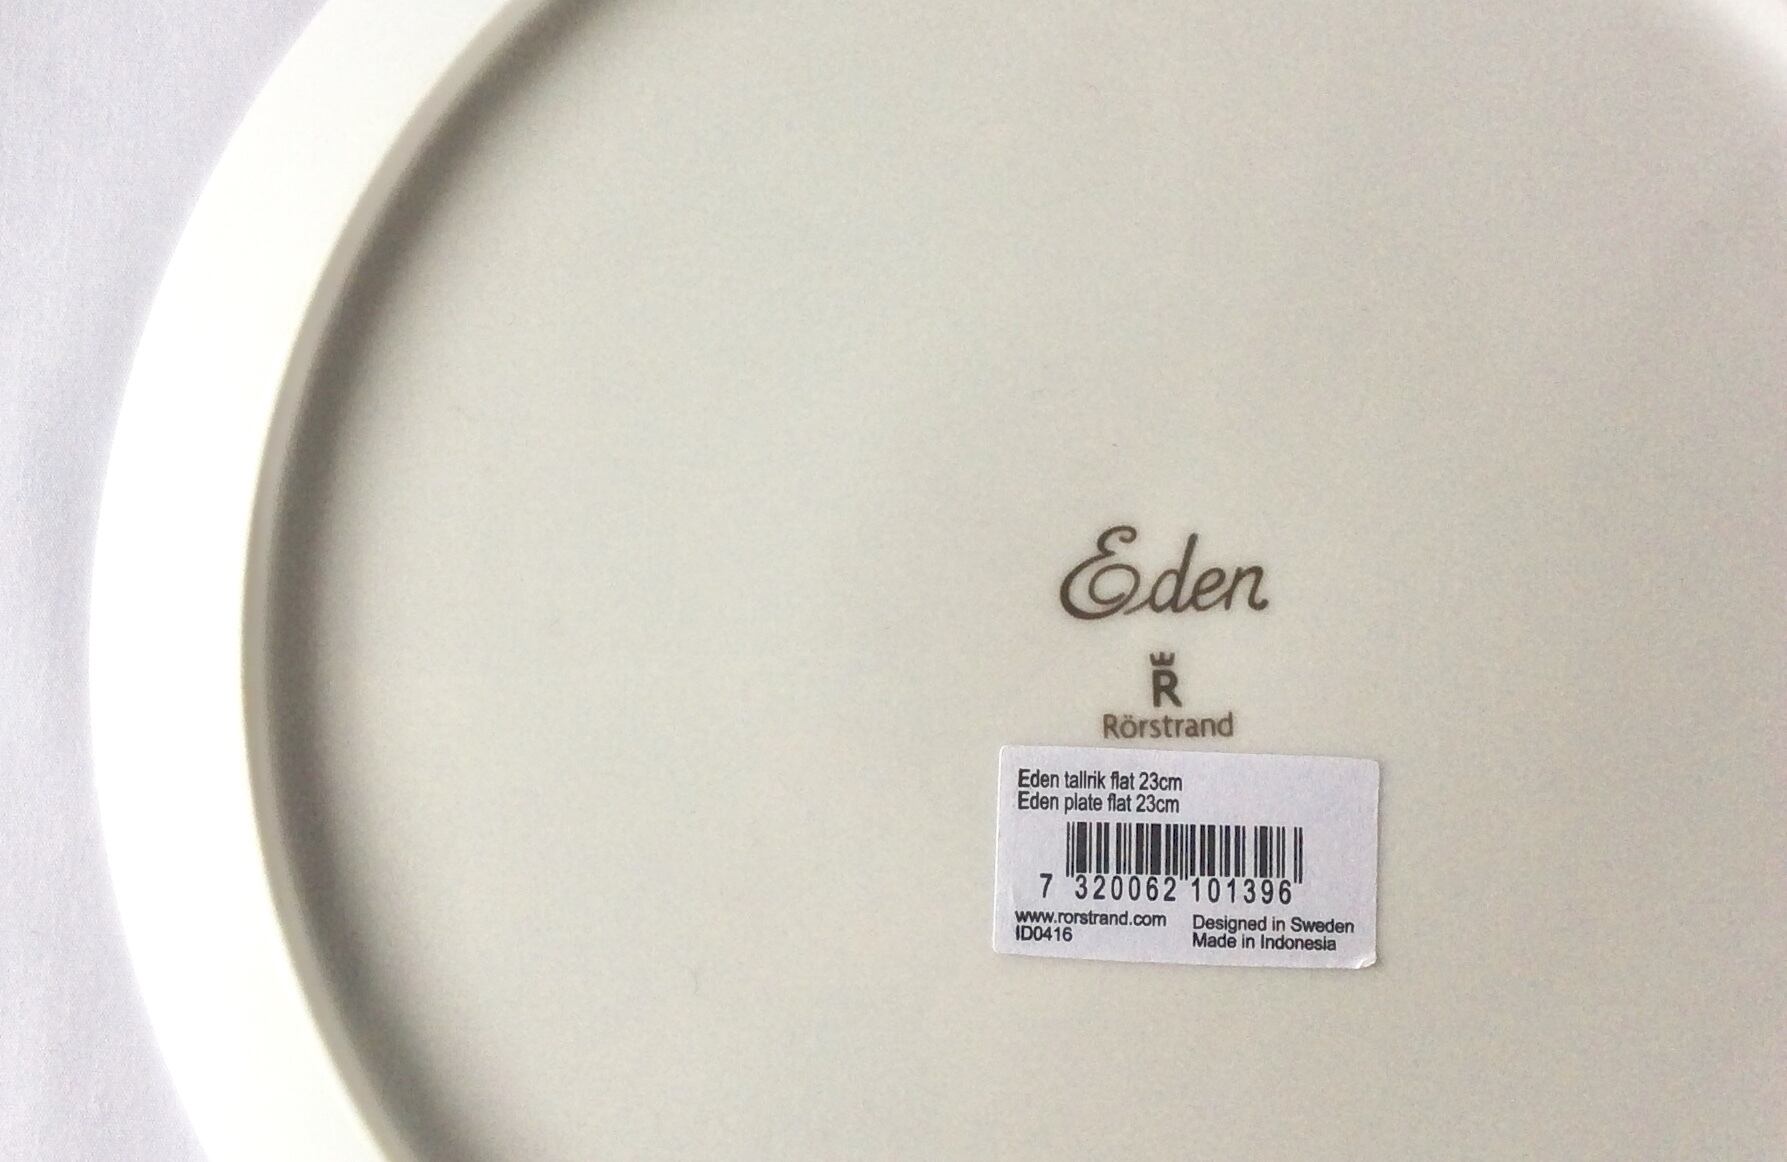 Eden
R
Rörstrand
Eden tallrik flat 23cm
Eden plate flat 23cm
7 320062 101396
www.rorstrand.com
ID0416
Designed in Sweden
Made in Indonesia